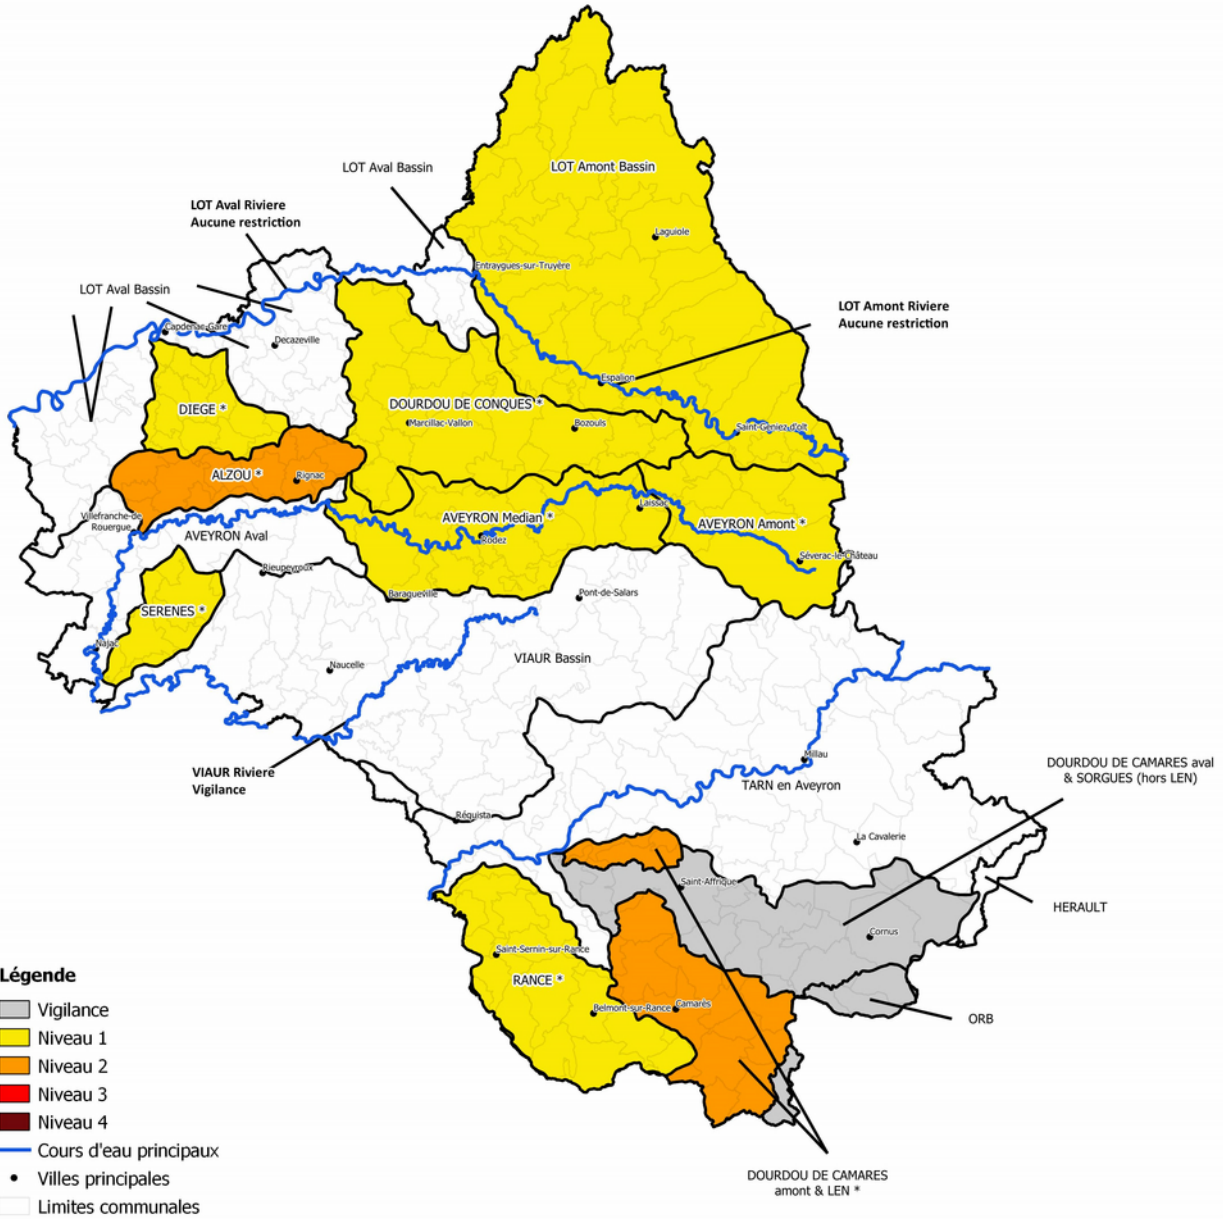 LOT Amont Bassin
LOT Aval Bassin
LOT Aval Riviere
Aucune restriction
Laguiole
Entraygues-sur-Truyère
LOT Aval Bassin
LOT Amont Riviere
Aucune restriction
Capdenac-Gare
Decazeville
Espalion
DIEGE *
DOURDOU DE CONQUES *
Marcillac-Vallon
Bozouls
Saint-Geniez-d'olt
ALZOU *
Rignac
Villefranche-de-
Rouergue
AVEYRON Median *
Laissac
AVEYRON Amont *
AVEYRON Aval
Rodez
Séverac-le-Château
Rieupeyroux
Baraqueville
Pont-de-Salars
SERENES *
Najac
Naucelle
VIAUR Bassin
VIAUR Riviere
Vigilance
Millau
TARN en Aveyron
DOURDOU DE CAMARES aval
& SORGUES (hors LEN)
Réquista
La Cavalerie
Saint-Affrique
HERAULT
Cornus
Saint-Sernin-sur-Rance
RANCE *
Belmont-sur-Rance
Camarès
ORB
DOURDOU DE CAMARES
amont & LEN *
Légende
Vigilance
Niveau 1
Niveau 2
Niveau 3
Niveau 4
Cours d'eau principaux
Villes principales
Limites communales